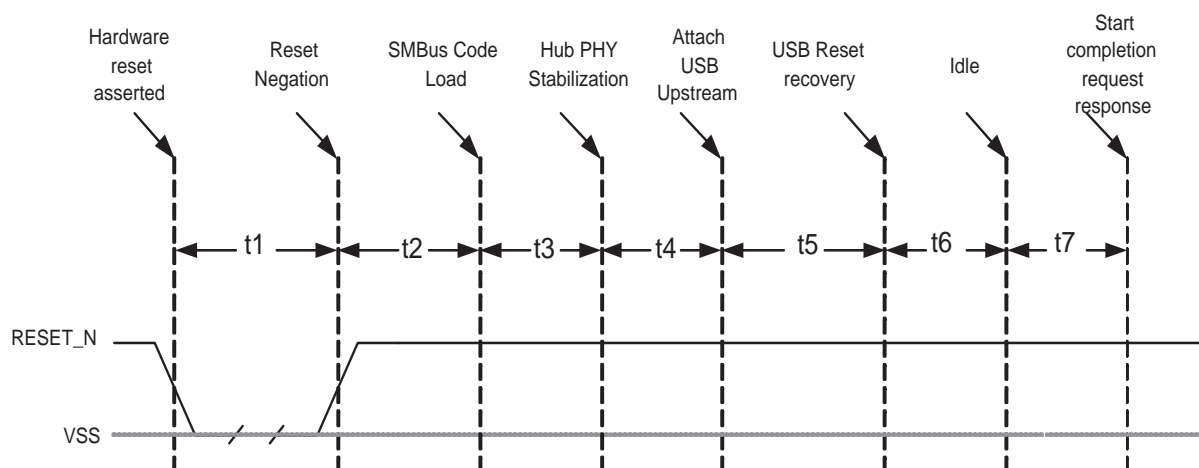 Hardware
reset
asserted
Reset
Negation
SMBus Code
Load
Hub PHY
Stabilization
Attach
USB
Upstream
USB Reset
recovery
Idle
Start
completion
request
response
t1
t2
t3
t4
t5
t6
t7
RESET_N
VSS